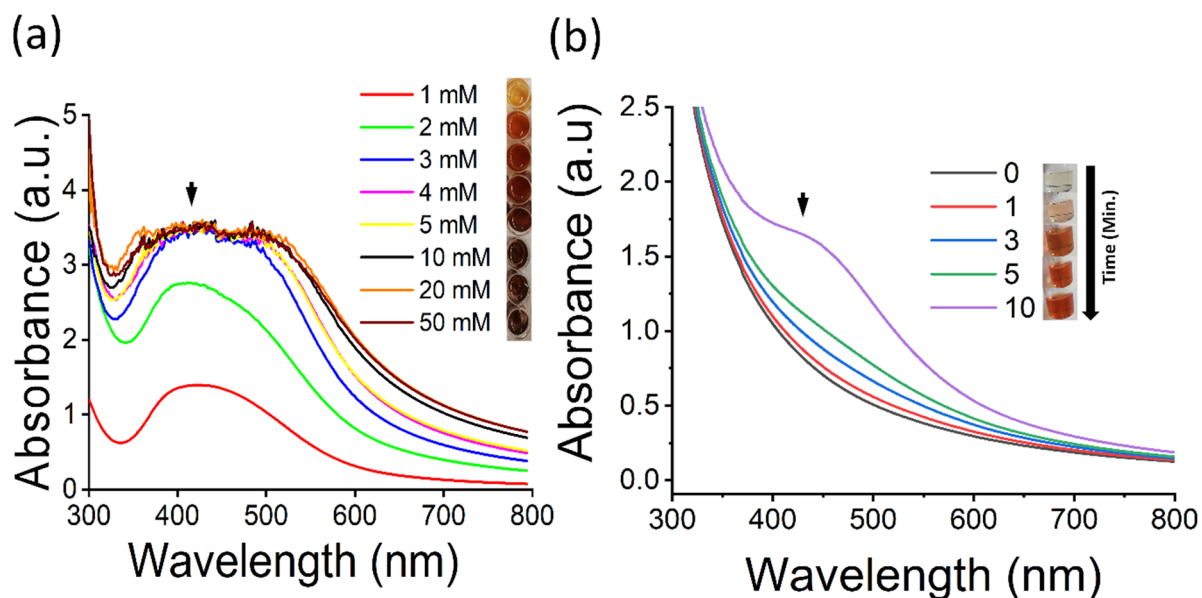 (a)
Absorbance (a.u.)
5
4
3
2
1
0
300
400
500
600
700
800
Wavelength (nm)
1 mM
2 mM
3 mM
4 mM
5 mM
10 mM
20 mM
50 mM
(b)
Absorbance (a.u)
2.5
2.0
1.5
1.0
0.5
0.0
300
400
500
600
700
800
Wavelength (nm)
0
1
3
5
10
Time (Min.)